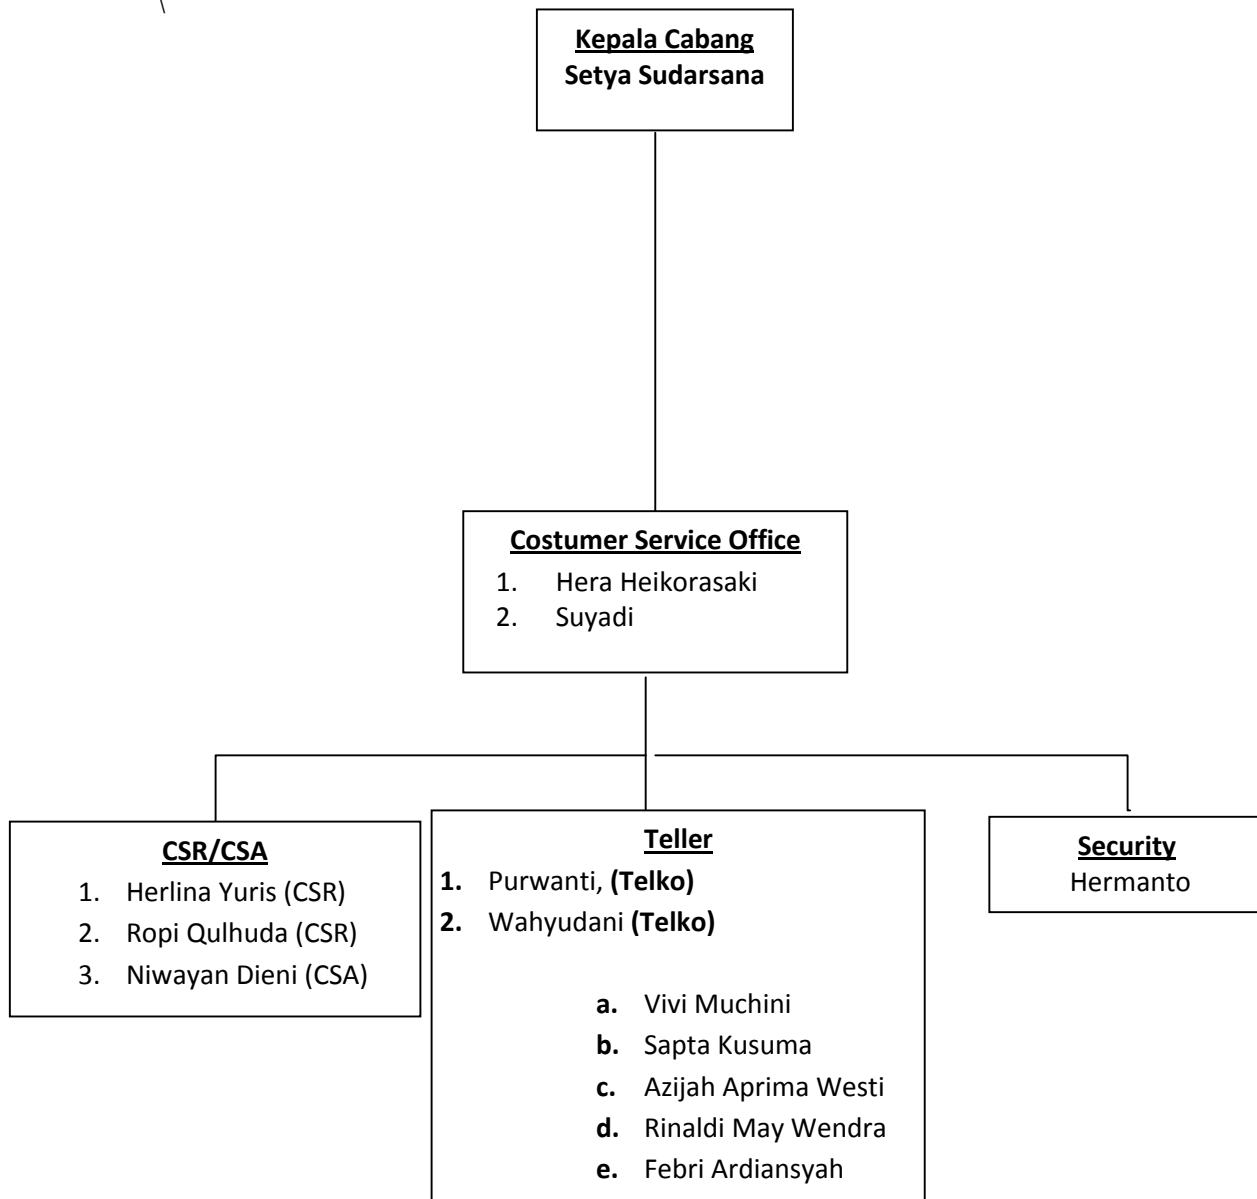 \
Kepala Cabang
Setya Sudarsana
Costumer Service Office
1. Hera Heikorasaki
2. Suyadi
CSR/CSA
1. Herlina Yuris (CSR)
2. Ropi Qulhuda (CSR)
3. Niwayan Dieni (CSA)
Teller
1. Purwanti, (Telko)
2. Wahyudani (Telko)
a. Vivi Muchini
b. Sapta Kusuma
c. Azijah Aprima Westi
d. Rinaldi May Wendra
e. Febri Ardiansyah
Security
Hermanto